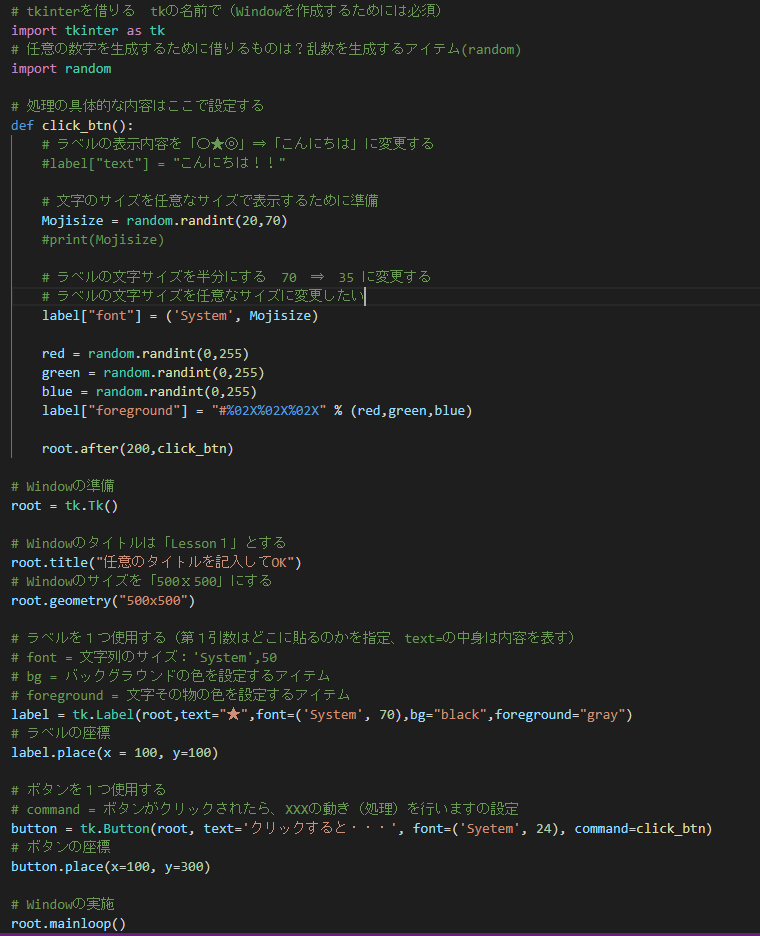 # tkinterを借りる　tkの名前で（Windowを作成するためには必須）
import tkinter as tk
# 任意の数字を生成するために借りるものは？乱数を生成するアイテム(random)
import random
# 処理の具体的な内容はここで設定する
def click_btn():
# ラベルの表示内容を「〇★◎」⇒「こんにちは」に変更する
#label["text"] = "こんにちは！！"
# 文字のサイズを任意なサイズで表示するために準備
Mojisize = random.randint(20,70)
#print(Mojisize)
# ラベルの文字サイズを半分にする　70　⇒　35 に変更する
# ラベルの文字サイズを任意なサイズに変更したい
label["font"] = ('System', Mojisize)
red = random.randint(0,255)
green = random.randint(0,255)
blue = random.randint(0,255)
label["foreground"] = "#%02X%02X%02X" % (red,green,blue)
root.after(200,click_btn)
# Windowの準備
root = tk.Tk()
# Windowのタイトルは「Lesson１」とする
root.title("任意のタイトルを記入してOK")
# Windowのサイズを「500ｘ500」にする
root.geometry("500x500")
# ラベルを１つ使用する（第１引数はどこに貼るのかを指定、text=の中身は内容を表す）
# font = 文字列のサイズ：'System',50
# bg = バックグラウンドの色を設定するアイテム
# foreground = 文字その物の色を設定するアイテム
label = tk.Label(root,text="★",font=('System', 70),bg="black",foreground="gray")
# ラベルの座標
label.place(x = 100, y=100)
# ボタンを１つ使用する
# command = ボタンがクリックされたら、XXXの動き（処理）を行いますの設定
button = tk.Button(root, text='クリックすると・・・', font=('Syetem', 24), command=click_btn)
# ボタンの座標
button.place(x=100, y=300)
# Windowの実施
root.mainloop()